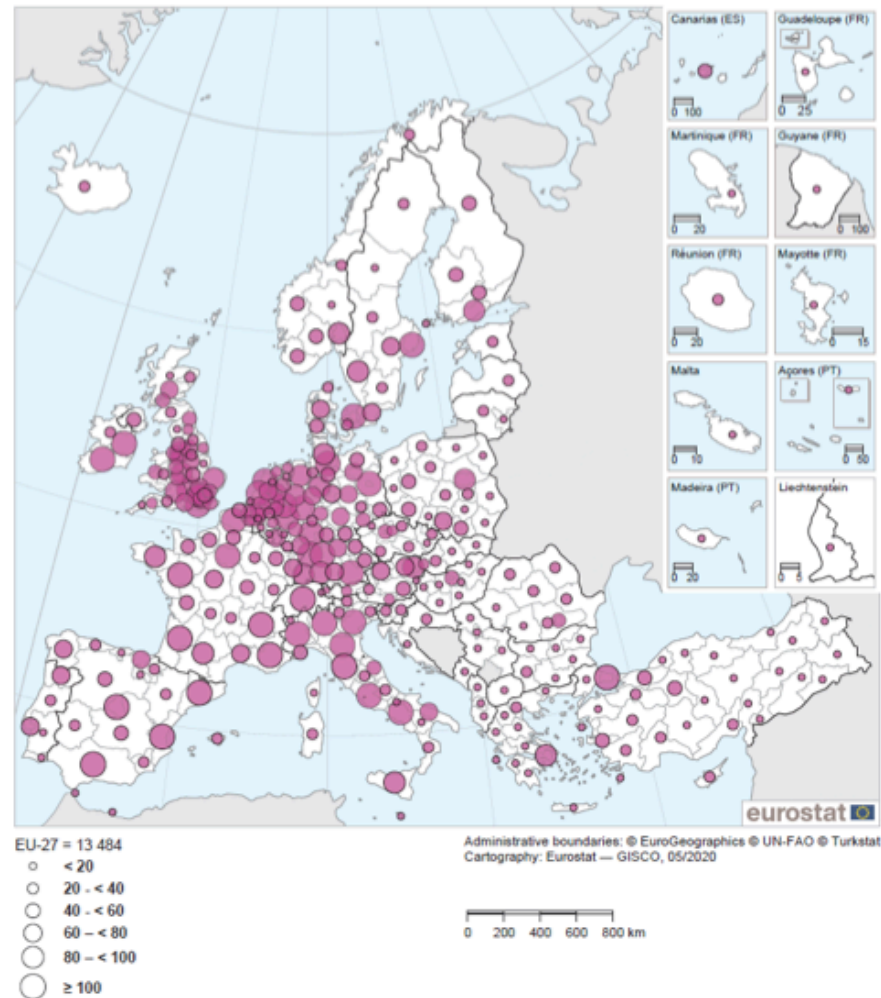 Canarias (ES)
0 100
Guadeloupe (FR)
0 25
Martinique (FR)
0 20
Guyane (FR)
0 100
Réunion (FR)
0 20
Mayotte (FR)
0 15
Malta
0 10
Açores (PT)
0 50
Madeira (PT)
0 20
Liechtenstein
0 5
eurostat
EU-27 = 13 484
< 20
20 - < 40
40 - < 60
60 – < 80
80 – < 100
≥ 100
Administrative boundaries: © EuroGeographics © UN-FAO © Turkstat
Cartography: Eurostat — GISCO, 05/2020
0 200 400 600 800 km